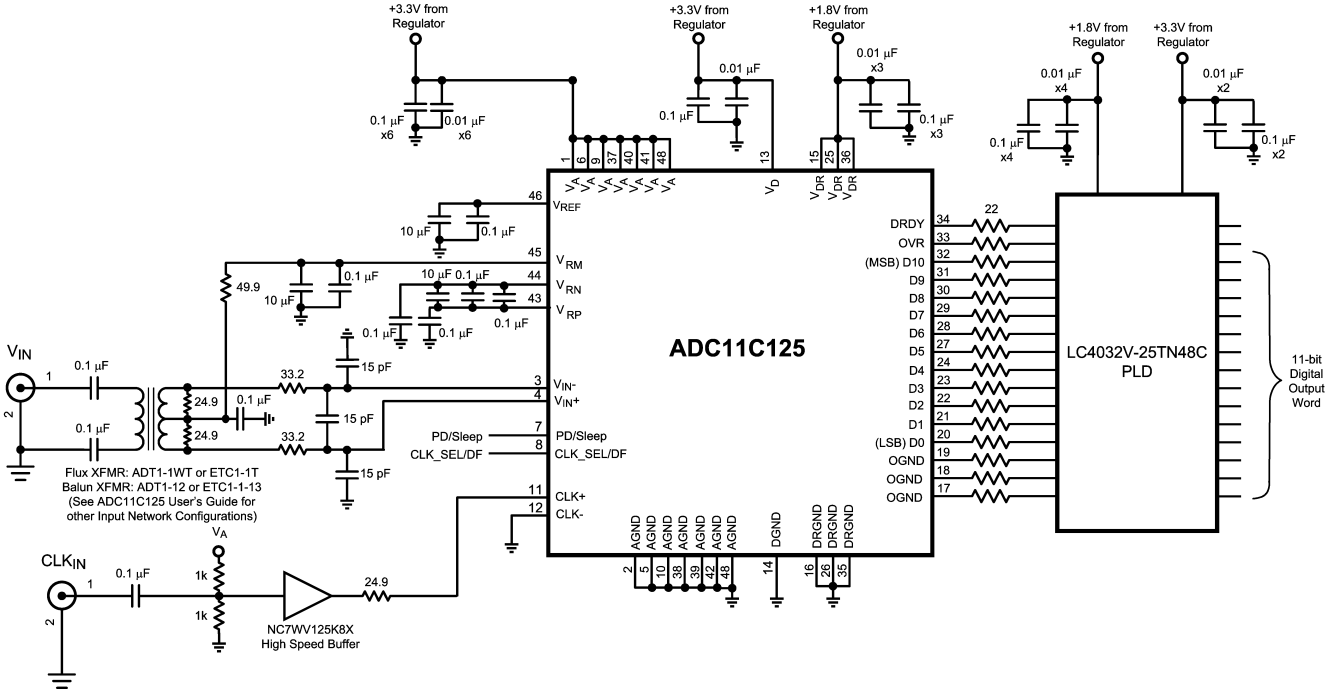 +3.3V from
Regulator
+3.3V from
Regulator
+1.8V from
Regulator
+1.8V from
Regulator
+3.3V from
Regulator
0.1 µF
x6
0.01 µF
x6
0.1 µF
0.01 µF
0.01 µF
x3
0.1 µF
x3
0.01 µF
x4
0.1 µF
x4
0.01 µF
x2
0.1 µF
x2
1
6
9
37
40
41
48
13
15
25
36
VA
VA
VA
VA
VA
VA
VA
VD
VDR
VDR
VDR
46
VREF
10 µF
0.1 µF
45
VRM
49.9
10 µF
0.1 µF
44
VRN
43
VRP
10 µF
0.1 µF
0.1 µF
0.1 µF
0.1 µF
ADC11C125
DRDY 34
22
OVR 33
(MSB) D10 32
D9 31
D8 30
D7 29
D6 28
D5 27
D4 24
D3 23
D2 22
D1 21
(LSB) D0 20
OGND 19
OGND 18
OGND 17
LC4032V-25TN48C
PLD
11-bit
Digital
Output
Word
VIN
1
2
0.1 µF
0.1 µF
24.9
24.9
0.1 µF
33.2
33.2
15 pF
15 pF
15 pF
3
VIN-
4
VIN+
PD/Sleep
7
PD/Sleep
CLK_SEL/DF
8
CLK_SEL/DF
Flux XFMR: ADT1-1WT or ETC1-1T
Balun XFMR: ADT1-12 or ETC1-1-13
(See ADC11C125 User's Guide for
other Input Network Configurations)
11
CLK+
12
CLK-
AGND
AGND
AGND
AGND
AGND
AGND
AGND
DGND
DRGND
DRGND
DRGND
2
5
10
38
39
42
48
14
16
26
35
VA
CLKIN
1
2
0.1 µF
1k
1k
24.9
NC7WV125K8X
High Speed Buffer